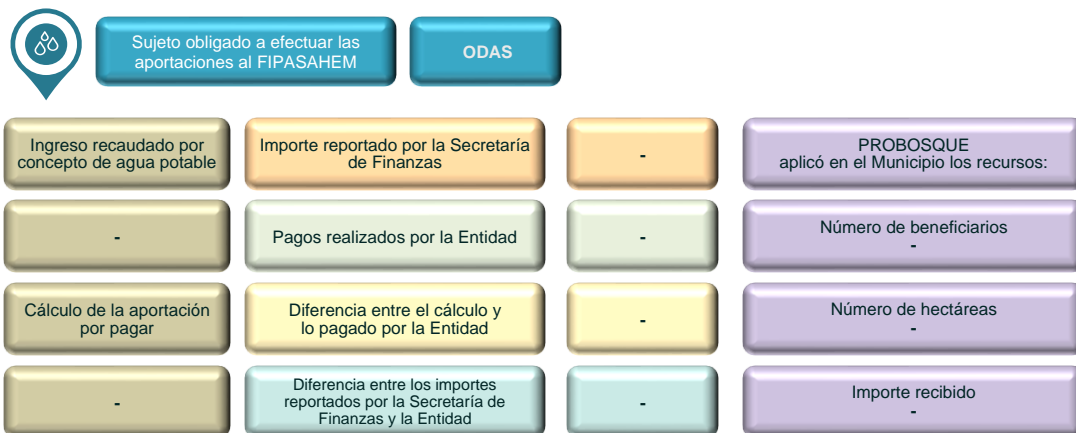 Sujeto obligado a efectuar las
aportaciones al FIPASAHEM
ODAS
Ingreso recaudado por
concepto de agua potable
Importe reportado por la Secretaría
de Finanzas
-
PROBOSQUE
aplicó en el Municipio los recursos:
-
Pagos realizados por la Entidad
-
Número de beneficiarios
-
Cálculo de la aportación
por pagar
Diferencia entre el cálculo y
lo pagado por la Entidad
-
Número de hectáreas
-
-
Diferencia entre los importes
reportados por la Secretaría de
Finanzas y la Entidad
-
Importe recibido
-